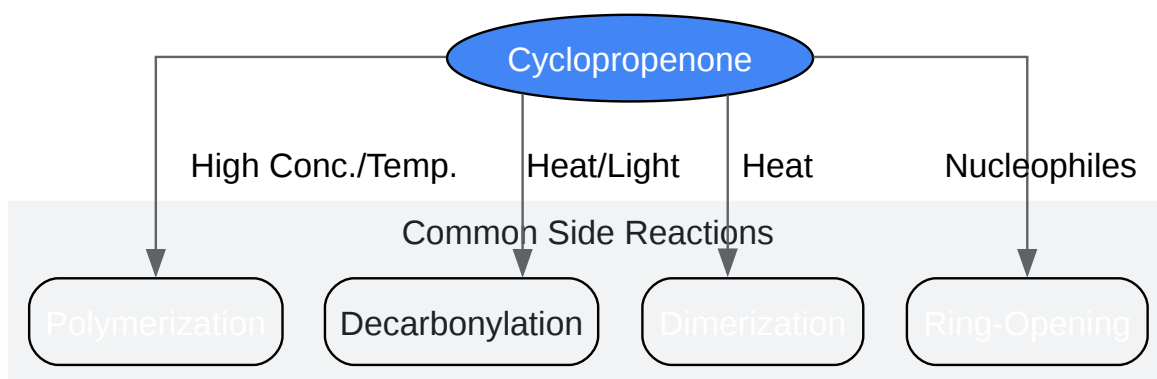 Cyclopropenone
High Conc./Temp.
Heat/Light
Heat
Nucleophiles
Common Side Reactions
Polymerization
Decarbonylation
Dimerization
Ring-Opening